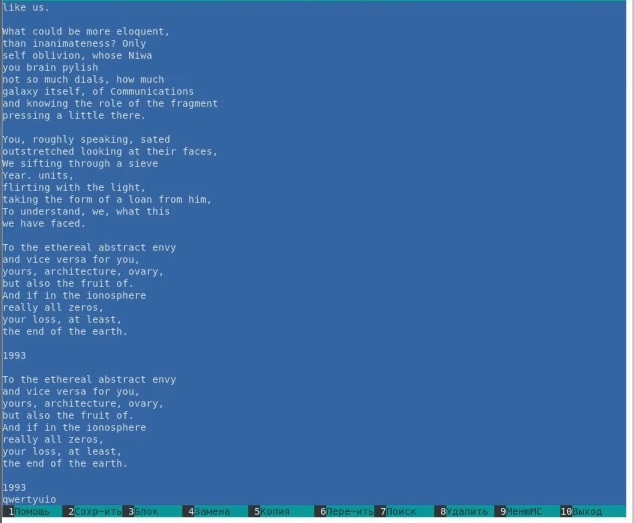 like us.
What could be more eloquent,
than inanimateness? Only
self oblivion, whose Niwa
you brain pylish
not so much dials, how much
galaxy itself, of Communications
and knowing the role of the fragment
pressing a little there.
You, roughly speaking, sated
outstretched looking at their faces,
We sifting through a sieve
Year. units,
flirting with the light,
taking the form of a loan from him,
To understand, we, what this
we have faced.
To the ethereal abstract envy
and vice versa for you,
yours, architecture, ovary,
but also the fruit of.
And if in the ionosphere
really all zeros,
your loss, at least,
the end of the earth.
1993
To the ethereal abstract envy
and vice versa for you,
yours, architecture, ovary,
but also the fruit of.
And if in the ionosphere
really all zeros,
your loss, at least,
the end of the earth.
1993
qwertyuio
1Помощь 2Сохр~ить 3Блок 4Замена 5Копия 6Пере~ить 7Поиск 8Удалить 9МенюMC 10Выход